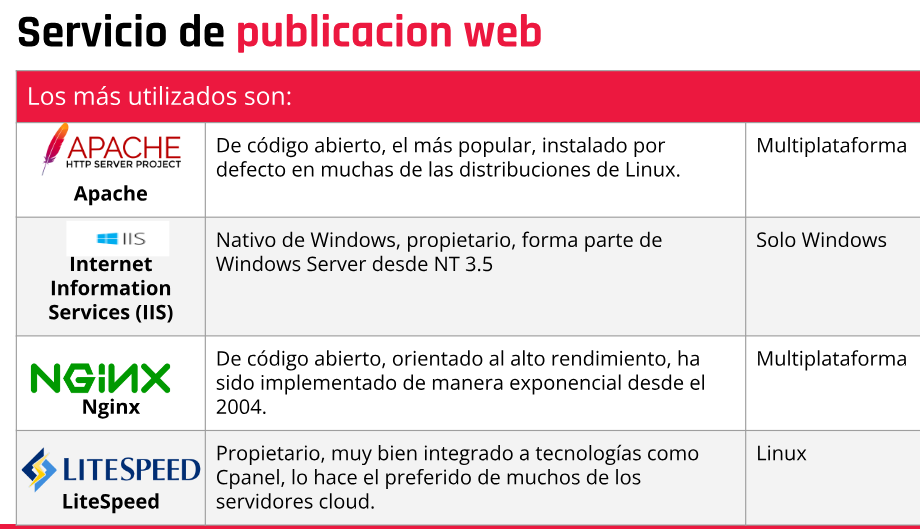 Servicio de publicacion web
Los más utilizados son:
APACHE
HTTP SERVER PROJECT
Apache
De código abierto, el más popular, instalado por
defecto en muchas de las distribuciones de Linux.
Multiplataforma
IIS
Internet
Information
Services (IIS)
Nativo de Windows, propietario, forma parte de
Windows Server desde NT 3.5
Solo Windows
NGiNX
Nginx
De código abierto, orientado al alto rendimiento, ha
sido implementado de manera exponencial desde el
2004.
Multiplataforma
LITESPEED
LiteSpeed
Propietario, muy bien integrado a tecnologías como
Cpanel, lo hace el preferido de muchos de los
servidores cloud.
Linux